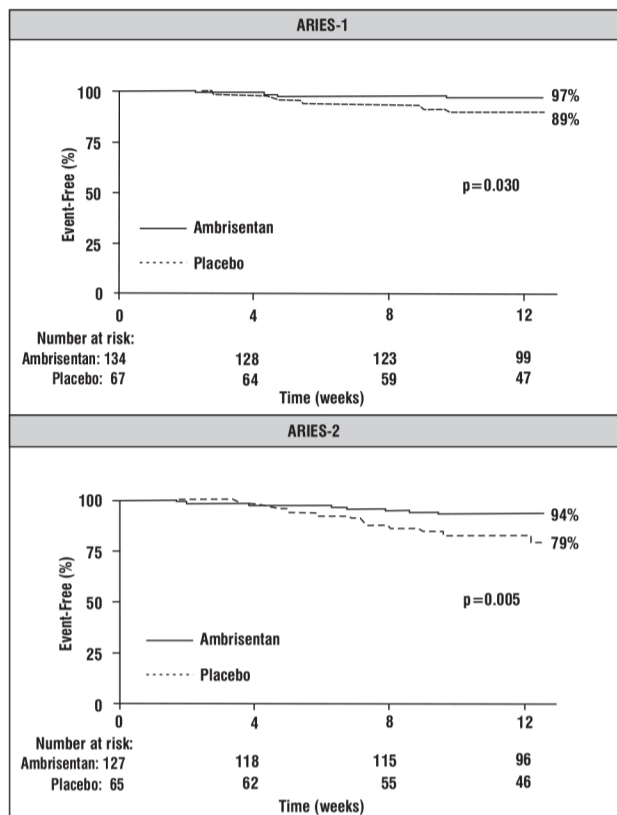 ARIES-1
100
75
50
25
0
Event-Free (%)
97%
89%
p=0.030
Ambrisentan
Placebo
0 4 8 12
Number at risk:
Ambrisentan: 134 128 123 99
Placebo: 67 64 59 47
Time (weeks)
ARIES-2
100
75
50
25
0
Event-Free (%)
94%
79%
p=0.005
Ambrisentan
Placebo
0 4 8 12
Number at risk:
Ambrisentan: 127 118 115 96
Placebo: 65 62 55 46
Time (weeks)